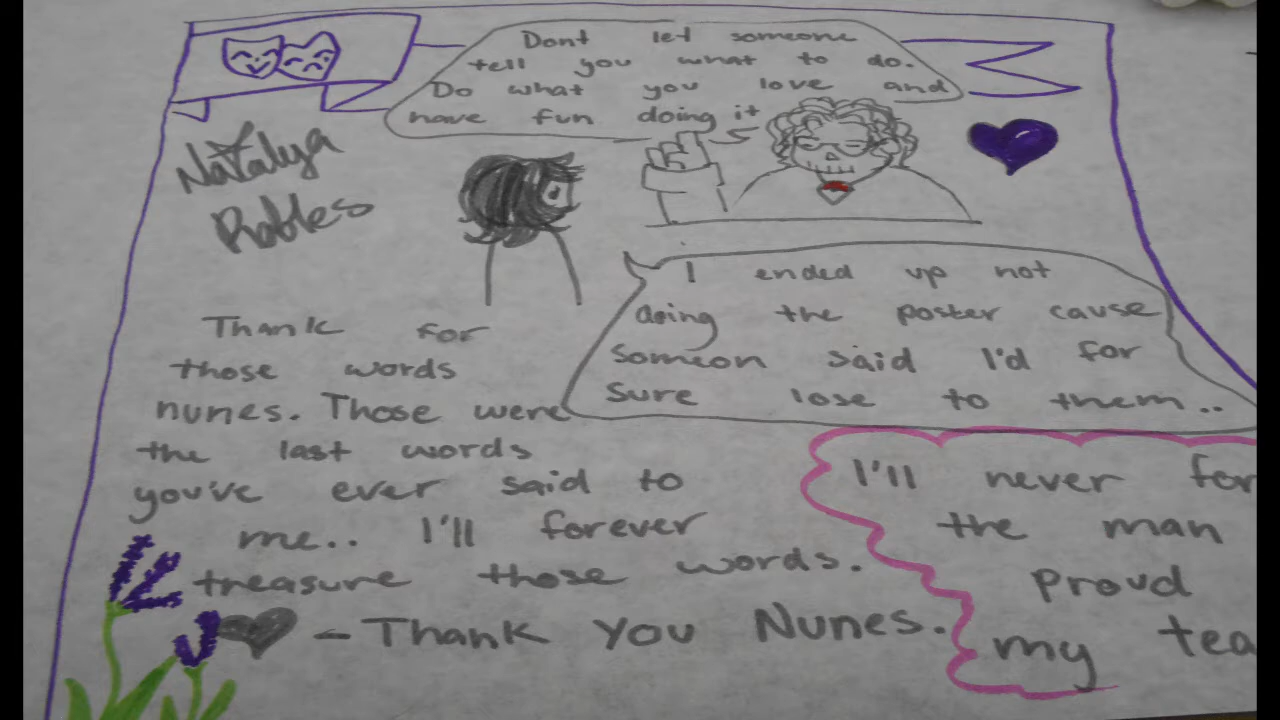 Dont let someone
tell you what to do.
Do what you love and
have fun doing it
Natalya
Robles
I ended up not
doing the poster cause
someon said I'd for
sure lose to them..
Thank for
those words
nunes. Those were
the last words
you've ever said to
me.. I'll forever
treasure those words.
- Thank You Nunes.
I'll never for
the man
proud
my tea